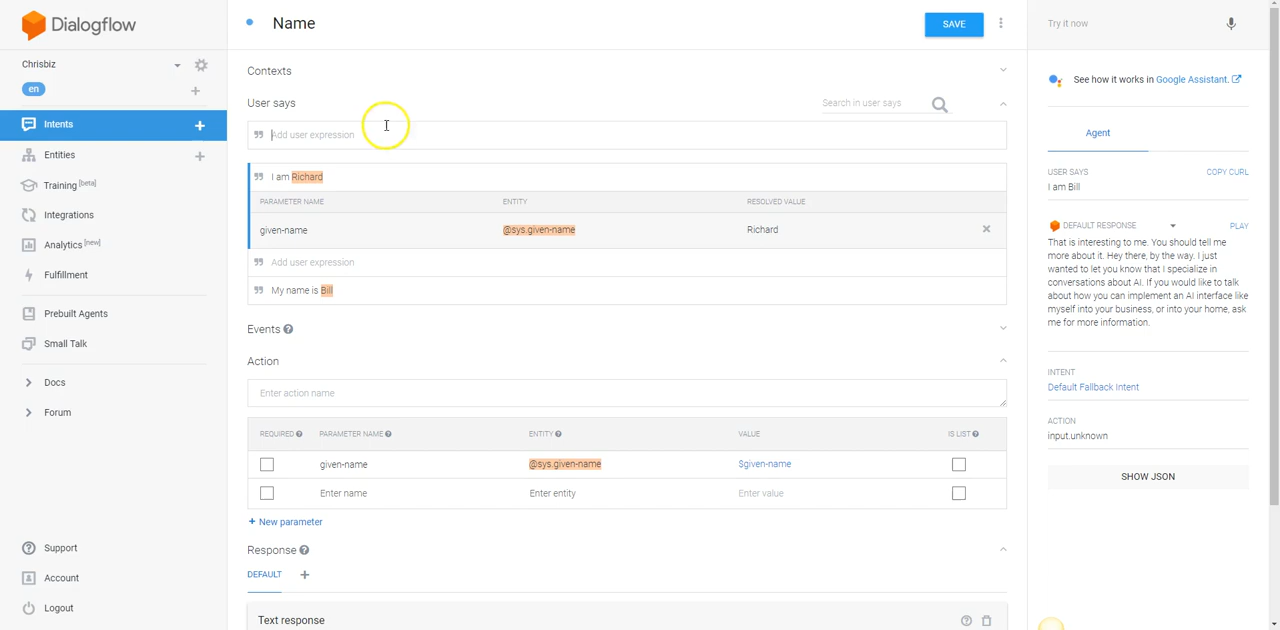 Dialogflow
Chrisbiz
en
Intents
Entities
Training [beta]
Integrations
Analytics [new]
Fulfillment
Prebuilt Agents
Small Talk
Docs
Forum
Support
Account
Logout
Name
SAVE
Contexts
User says
Search in user says
Add user expression
I am Richard
PARAMETER NAME ENTITY RESOLVED VALUE
given-name @sys.given-name Richard
Add user expression
My name is Bill
Events
Action
Enter action name
REQUIRED PARAMETER NAME ENTITY VALUE IS LIST
given-name @sys.given-name $given-name
Enter name Enter entity Enter value
+ New parameter
Response
DEFAULT
Text response
Try it now
See how it works in Google Assistant.
Agent
USER SAYS COPY CURL
I am Bill
DEFAULT RESPONSE PLAY
That is interesting to me. You should tell
me more about it. Hey there, by the way. I just
wanted to let you know that I specialize in
conversations about AI. If you would like to talk
about how you can implement an AI interface like
myself into your business, or into your home, ask
me for more information.
INTENT
Default Fallback Intent
ACTION
input.unknown
SHOW JSON